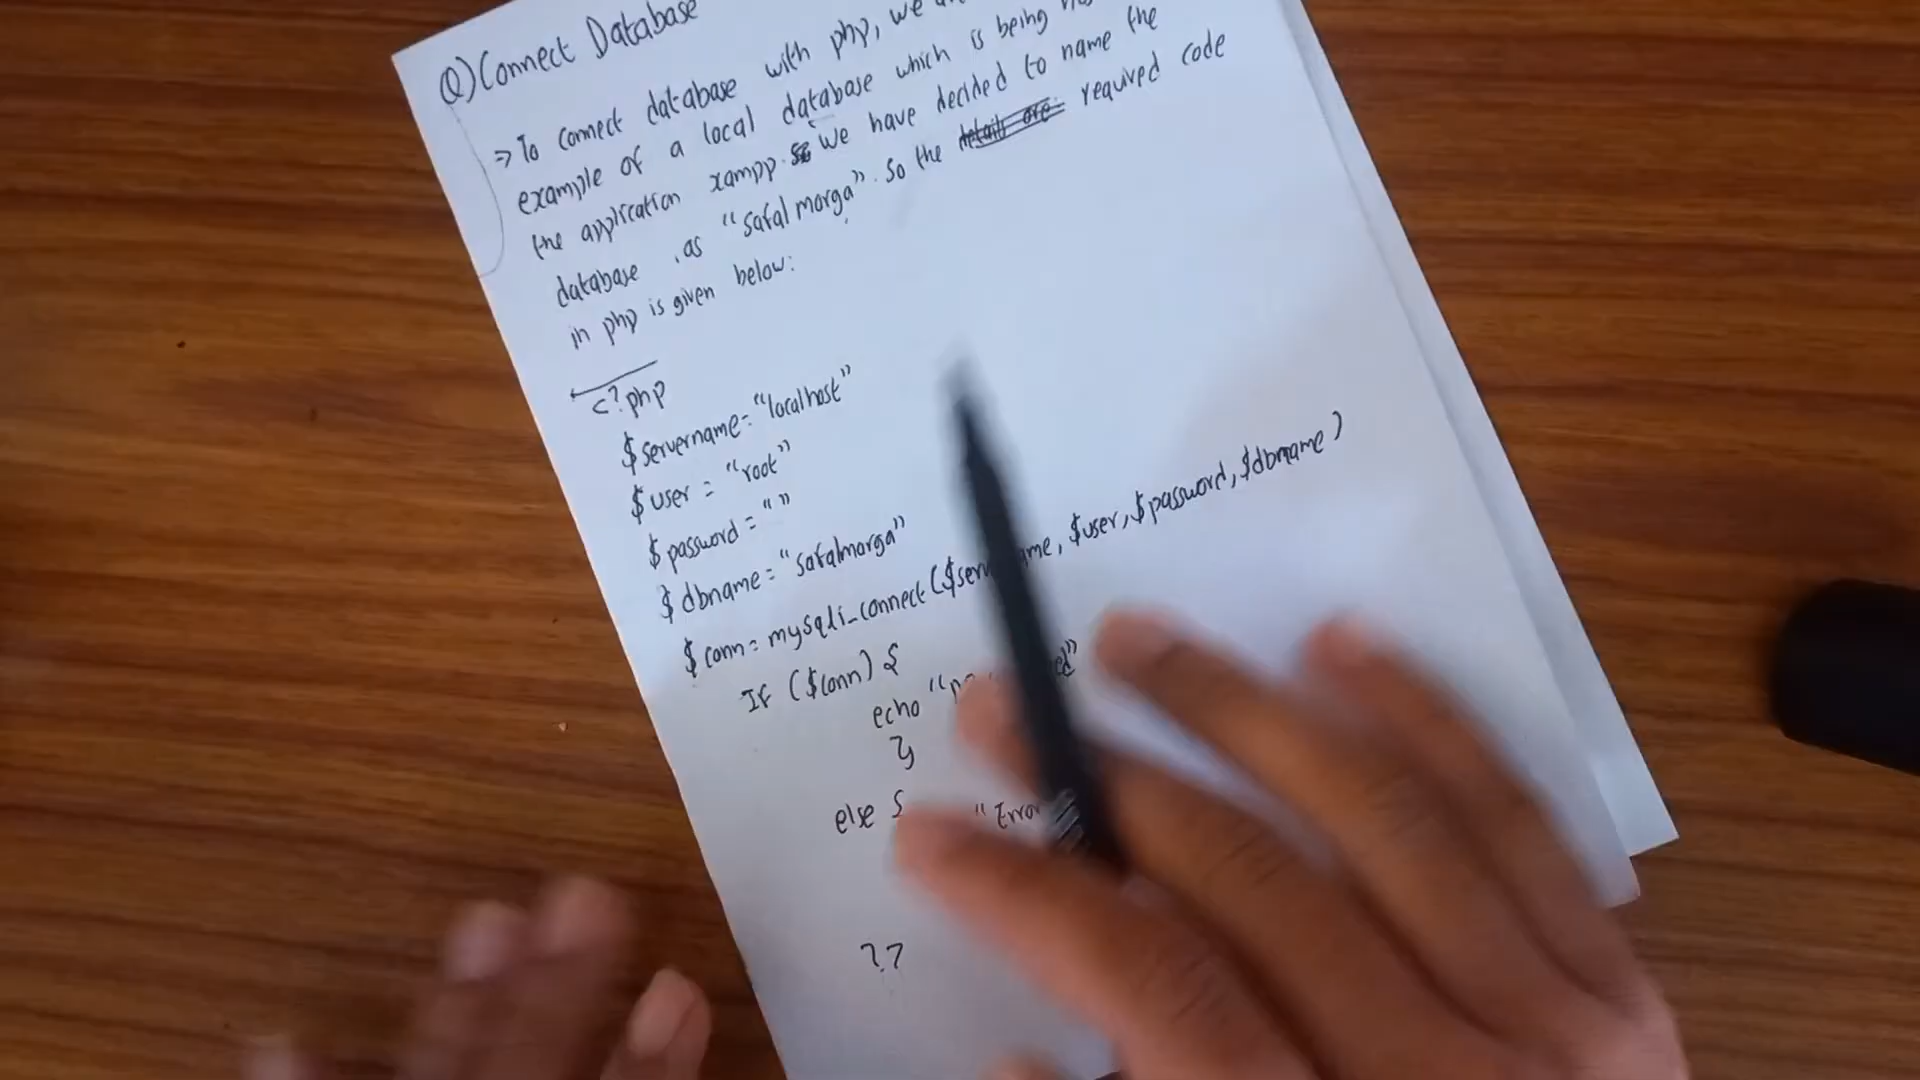 Q) Connect Database
⇒ To connect database with php, we
example of a local database which is being
the application xampp. We have decided to name the
database as "safal morga". So the required code
in php is given below:
<?php
$servername = "localhost"
$user = "root"
$password = " "
$dbname = "safalmorga"
$conn = mysqli_connect ($servername, $user, $password, $dbname)
If ($conn) {
echo "
}
else {
"Error
?>